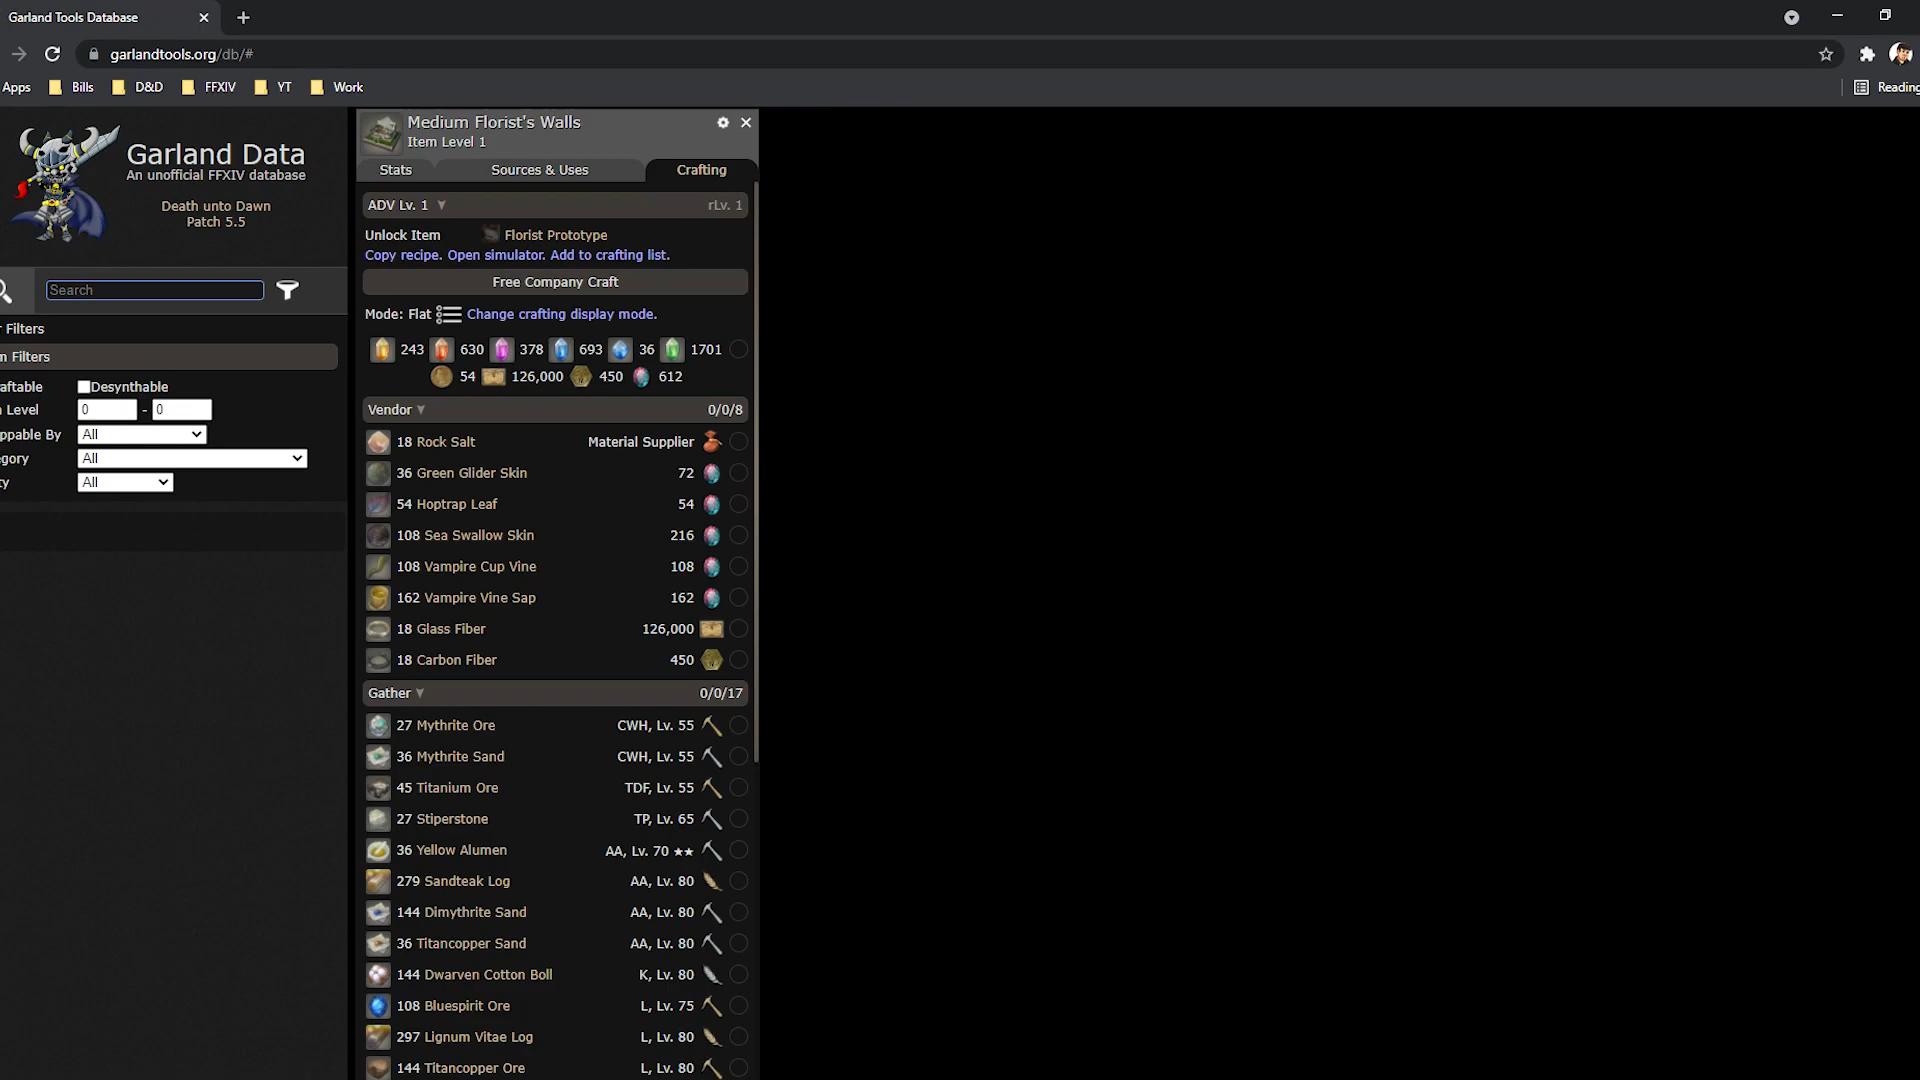 Garland Tools Database
garlandtools.org/db/#
Apps Bills D&D FFXIV YT Work Reading
Garland Data
An unofficial FFXIV database
Death unto Dawn
Patch 5.5
Search
r Filters
m Filters
aftable Desynthable
n Level 0 - 0
ppable By All
egory All
ty All
Medium Florist's Walls
Item Level 1
Stats Sources & Uses Crafting
ADV Lv. 1 rLv. 1
Unlock Item Florist Prototype
Copy recipe. Open simulator. Add to crafting list.
Free Company Craft
Mode: Flat Change crafting display mode.
243 630 378 693 36 1701
54 126,000 450 612
Vendor 0/0/8
18 Rock Salt Material Supplier
36 Green Glider Skin 72
54 Hoptrap Leaf 54
108 Sea Swallow Skin 216
108 Vampire Cup Vine 108
162 Vampire Vine Sap 162
18 Glass Fiber 126,000
18 Carbon Fiber 450
Gather 0/0/17
27 Mythrite Ore CWH, Lv. 55
36 Mythrite Sand CWH, Lv. 55
45 Titanium Ore TDF, Lv. 55
27 Stiperstone TP, Lv. 65
36 Yellow Alumen AA, Lv. 70 ★★
279 Sandteak Log AA, Lv. 80
144 Dimythrite Sand AA, Lv. 80
36 Titancopper Sand AA, Lv. 80
144 Dwarven Cotton Boll K, Lv. 80
108 Bluespirit Ore L, Lv. 75
297 Lignum Vitae Log L, Lv. 80
144 Titancopper Ore L, Lv. 80